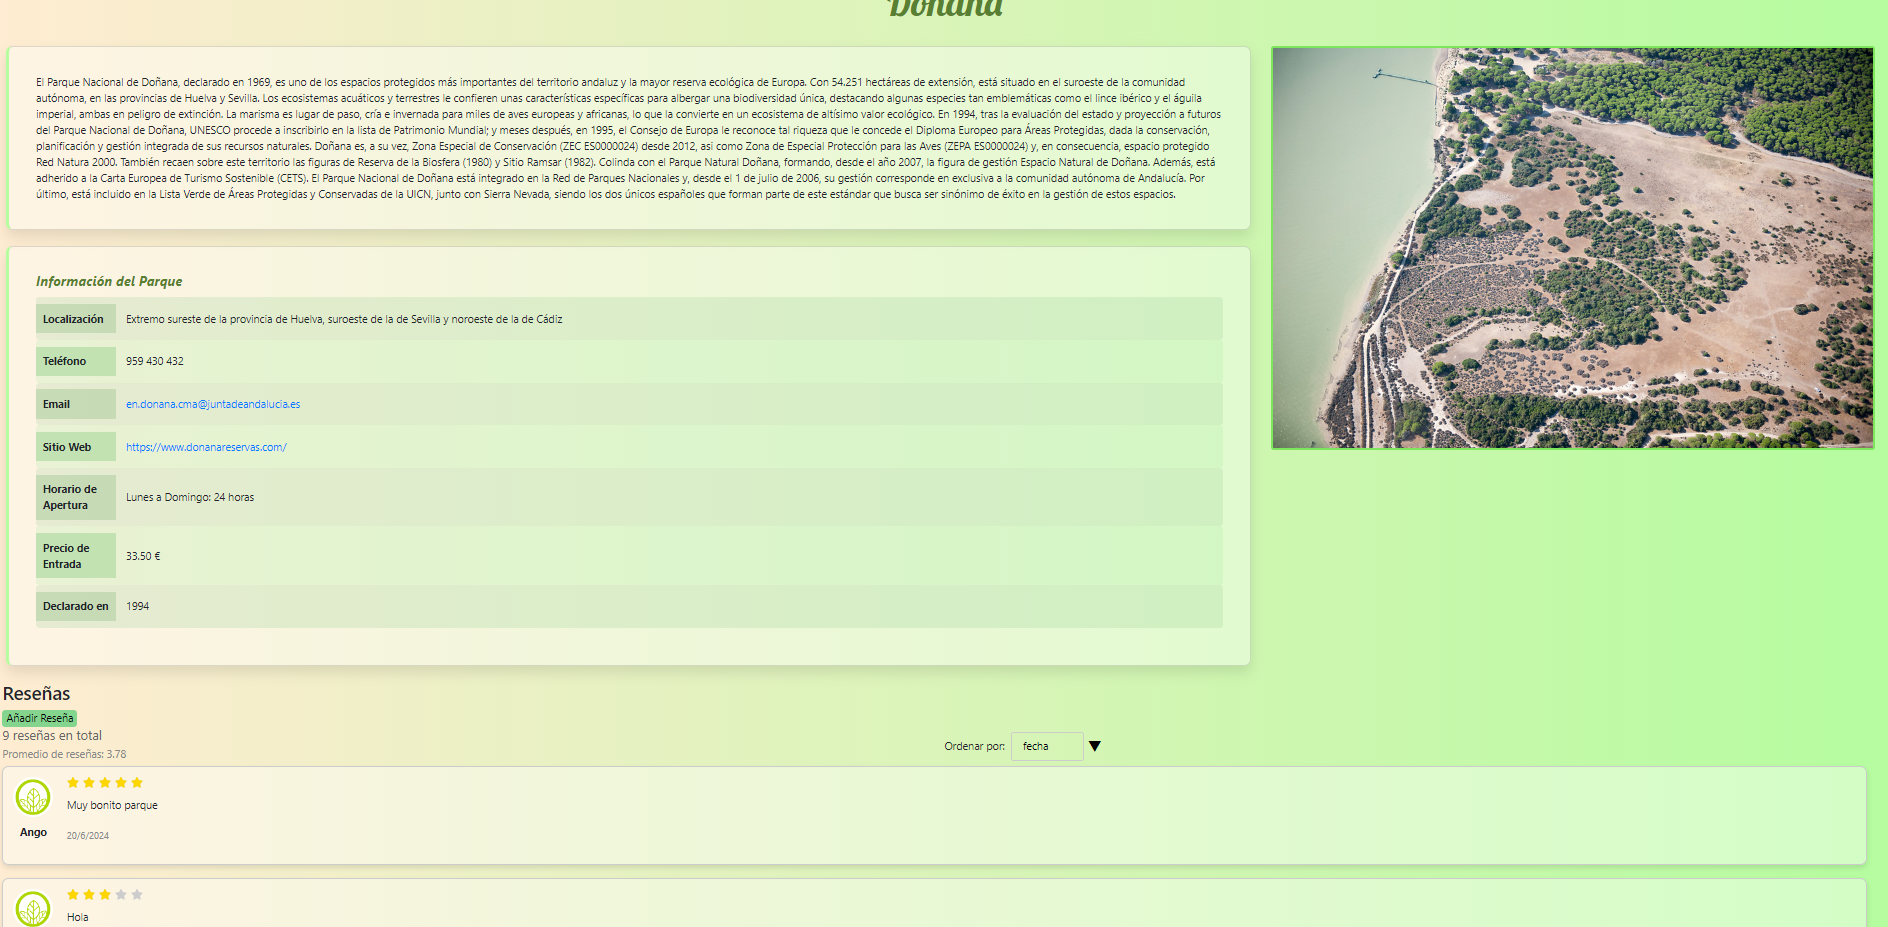 Doñana
El Parque Nacional de Doñana, declarado en 1969, es uno de los espacios protegidos más importantes del territorio andaluz y la mayor reserva ecológica de Europa. Con 54.251 hectáreas de extensión, está situado en el suroeste de la comunidad
autónoma, en las provincias de Huelva y Sevilla. Los ecosistemas acuáticos y terrestres le confieren unas características específicas para albergar una biodiversidad única, destacando algunas especies tan emblemáticas como el lince ibérico y el águila
imperial, ambas en peligro de extinción. La marisma es lugar de paso, cría e invernada para miles de aves europeas y africanas, lo que la convierte en un ecosistema de altísimo valor ecológico. En 1994, tras la evaluación del estado y proyección a futuros
del Parque Nacional de Doñana, UNESCO procede a inscribirlo en la lista de Patrimonio Mundial; y meses después, en 1995, el Consejo de Europa le reconoce tal riqueza que le concede el Diploma Europeo para Áreas Protegidas, dada la conservación,
planificación y gestión integrada de sus recursos naturales. Doñana es, a su vez, Zona Especial de Conservación (ZEC ES0000024) desde 2012, asi como Zona de Especial Protección para las Aves (ZEPA ES0000024) y, en consecuencia, espacio protegido
Red Natura 2000. También recaen sobre este territorio las figuras de Reserva de la Biosfera (1980) y Sitio Ramsar (1982). Colinda con el Parque Natural Doñana, formando, desde el año 2007, la figura de gestión Espacio Natural de Doñana. Además, está
adherido a la Carta Europea de Turismo Sostenible (CETS). El Parque Nacional de Doñana está integrado en la Red de Parques Nacionales y, desde el 1 de julio de 2006, su gestión corresponde en exclusiva a la comunidad autónoma de Andalucía. Por
último, está incluido en la Lista Verde de Áreas Protegidas y Conservadas de la UICN, junto con Sierra Nevada, siendo los dos únicos españoles que forman parte de este estándar que busca ser sinónimo de éxito en la gestión de estos espacios.
Información del Parque
Localización Extremo sureste de la provincia de Huelva, suroeste de la de Sevilla y noroeste de la de Cádiz
Teléfono 959 430 432
Email en.donana.cma@juntadeandalucia.es
Sitio Web https://www.donanareservas.com/
Horario de
Apertura
Lunes a Domingo: 24 horas
Precio de
Entrada
33.50 €
Declarado en 1994
Reseñas
Añadir Reseña
9 reseñas en total
Promedio de reseñas: 3.78
Ordenar por: fecha
Muy bonito parque
Ango
20/6/2024
Hola